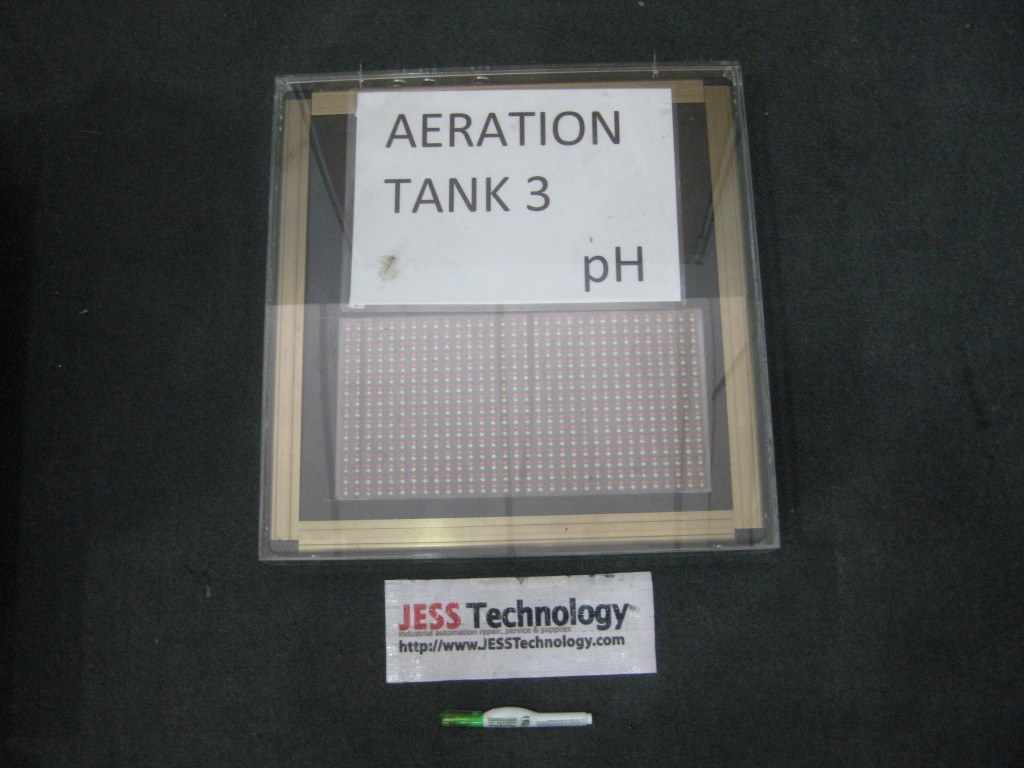 AERATION
TANK 3
pH
JESS Technology
industrial automation repair, service & supplies
http://www.JESSTechnology.com